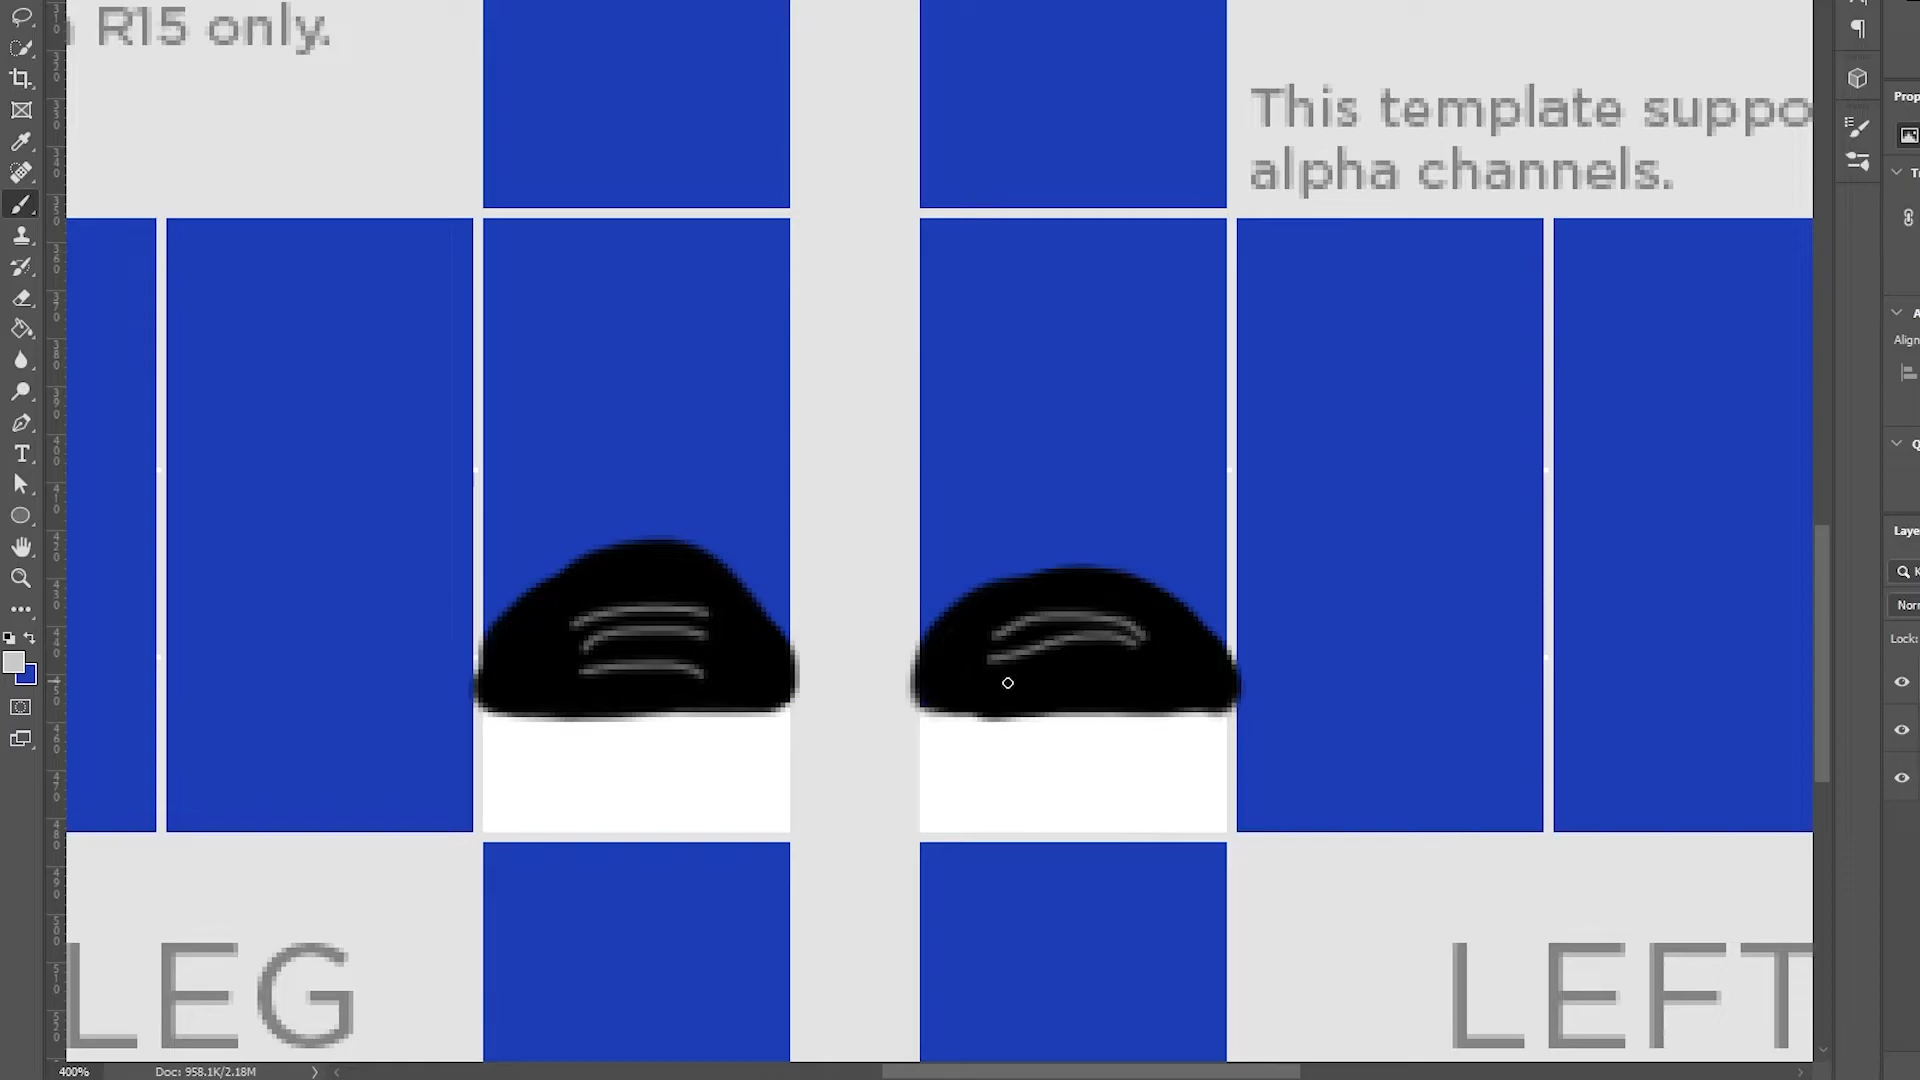 R15 only.
This template suppo
alpha channels.
Prop
Align
Laye
Nor
Lock:
LEG
LEFT
400%
Doc: 958.1K/2.18M